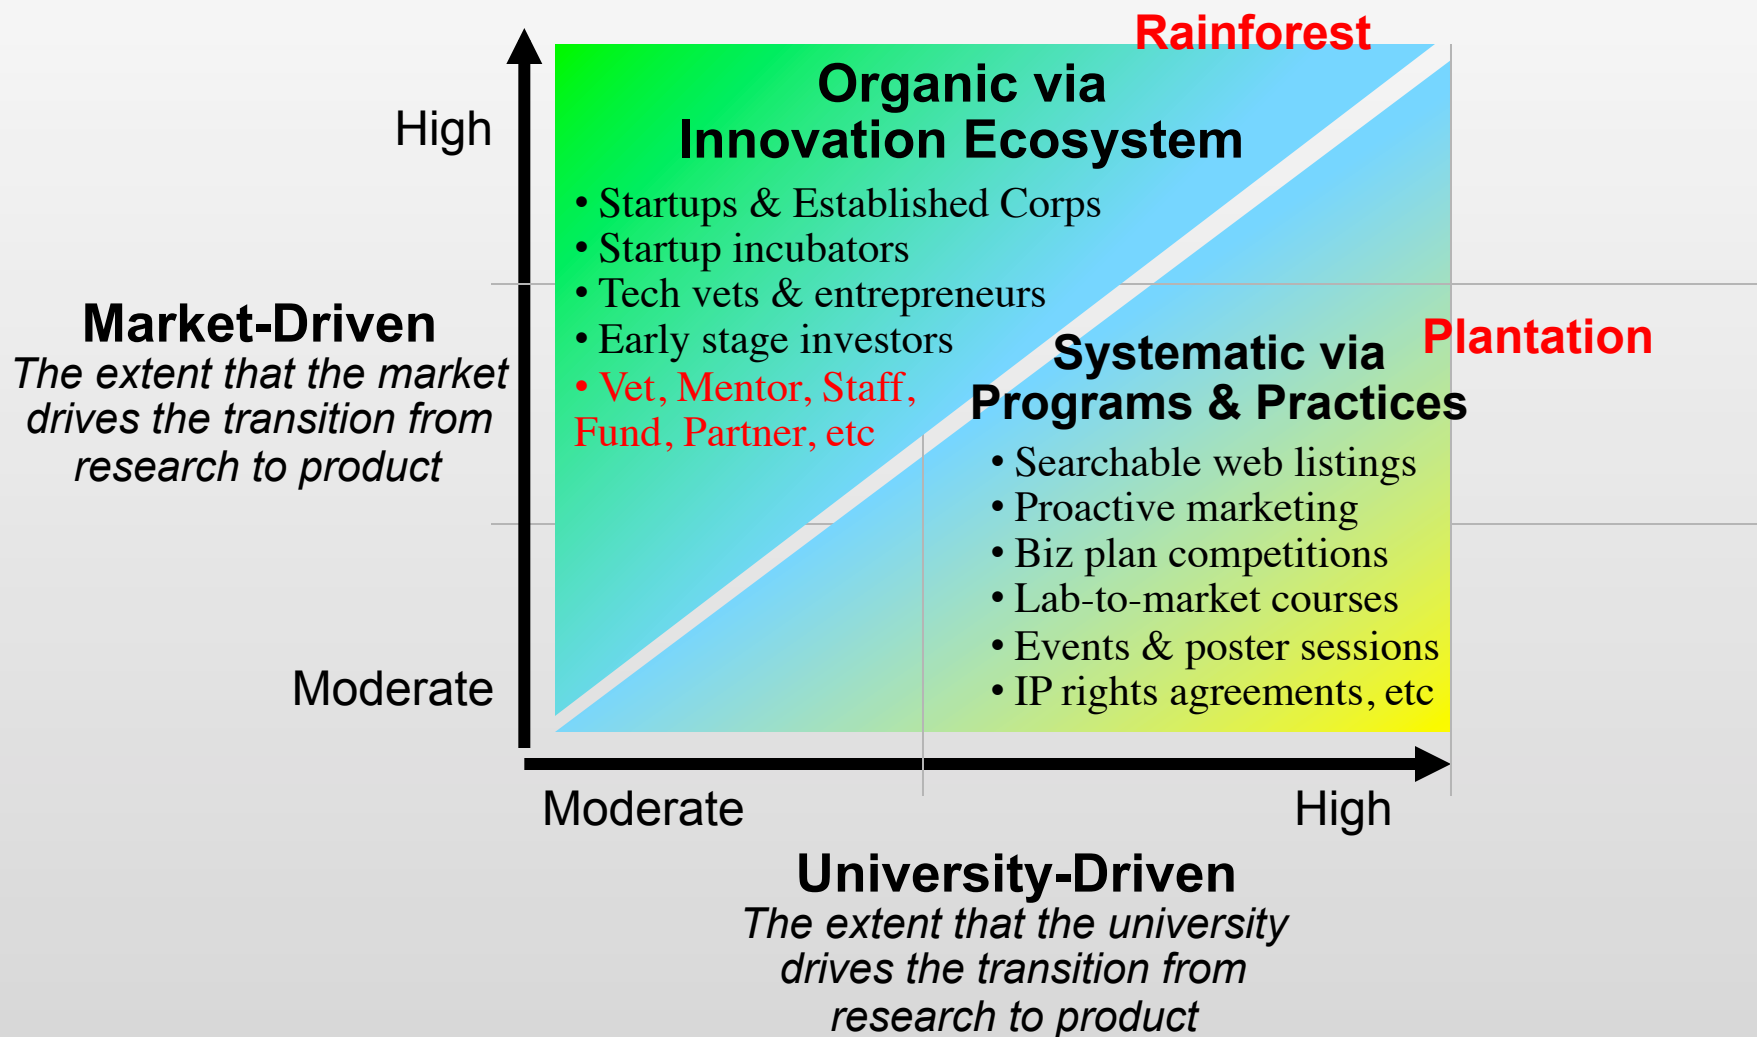 Rainforest
Organic via
Innovation Ecosystem
High
• Startups & Established Corps
• Startup incubators
• Tech vets & entrepreneurs
• Early stage investors
• Vet, Mentor, Staff,
Fund, Partner, etc
Market-Driven
The extent that the market
drives the transition from
research to product
Plantation
Systematic via
Programs & Practices
• Searchable web listings
• Proactive marketing
• Biz plan competitions
• Lab-to-market courses
• Events & poster sessions
• IP rights agreements, etc
Moderate
Moderate
High
University-Driven
The extent that the university
drives the transition from
research to product